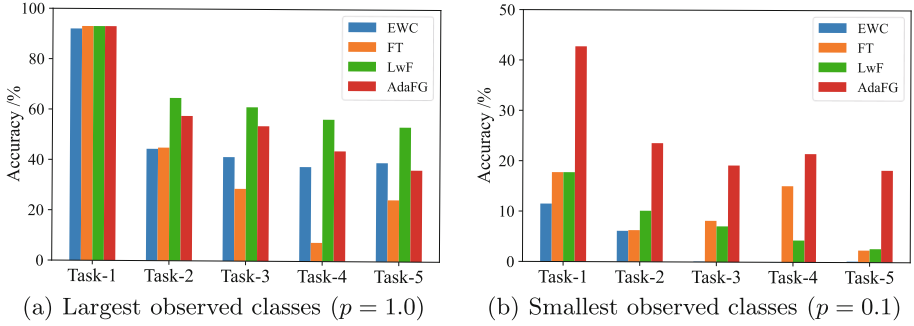 100
80
60
40
20
0
Accuracy /%
EWC
FT
LwF
AdaFG
Task-1 Task-2 Task-3 Task-4 Task-5
(a) Largest observed classes (p = 1.0)
50
40
30
20
10
0
Accuracy /%
EWC
FT
LwF
AdaFG
Task-1 Task-2 Task-3 Task-4 Task-5
(b) Smallest observed classes (p = 0.1)